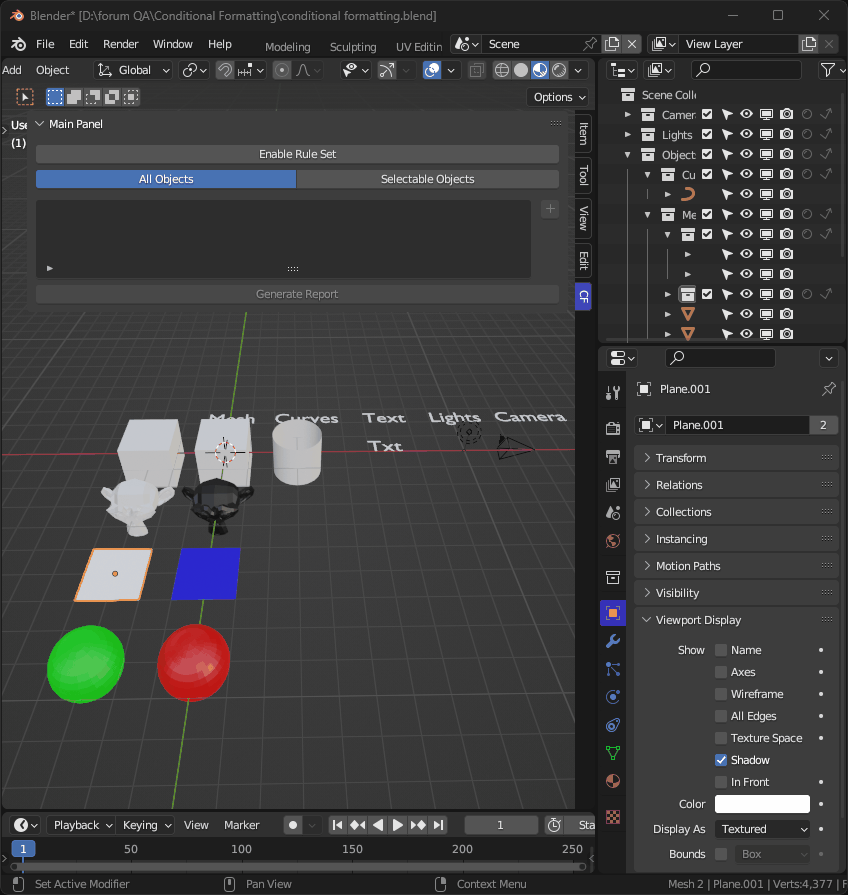 Blender* [D:\forum QA\Conditional Formatting\conditional formatting.blend]
File Edit Render Window Help Modeling Sculpting UV Editin Scene View Layer
Add Object Global
Options
Scene Colle
Camer
Lights
Object
Cu
Me
Use
(1)
Main Panel
Enable Rule Set
All Objects Selectable Objects
Generate Report
Item
Tool
View
Edit
CF
Mesh Curves Text Lights Camera
Txt
Plane.001
Plane.001 2
Transform
Relations
Collections
Instancing
Motion Paths
Visibility
Viewport Display
Show Name
Axes
Wireframe
All Edges
Texture Space
Shadow
In Front
Color
Display As Textured
Bounds Box
Playback Keying View Marker 1 Sta
1 50 100 150 200 250
Set Active Modifier Pan View Context Menu Mesh 2 | Plane.001 | Verts:4,377 | F